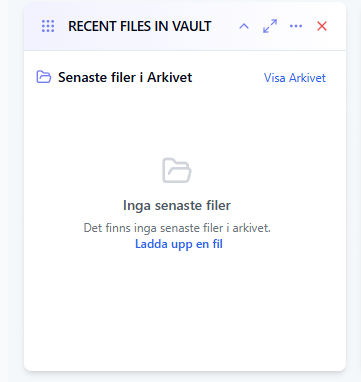 RECENT FILES IN VAULT
Senaste filer i Arkivet
Visa Arkivet
Inga senaste filer
Det finns inga senaste filer i arkivet.
Ladda upp en fil